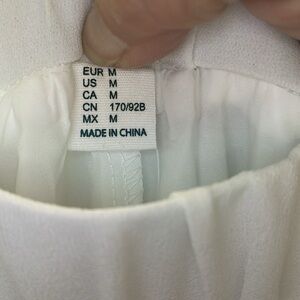 EUR M
US M
CA M
CN 170/92B
MX M
MADE IN CHINA